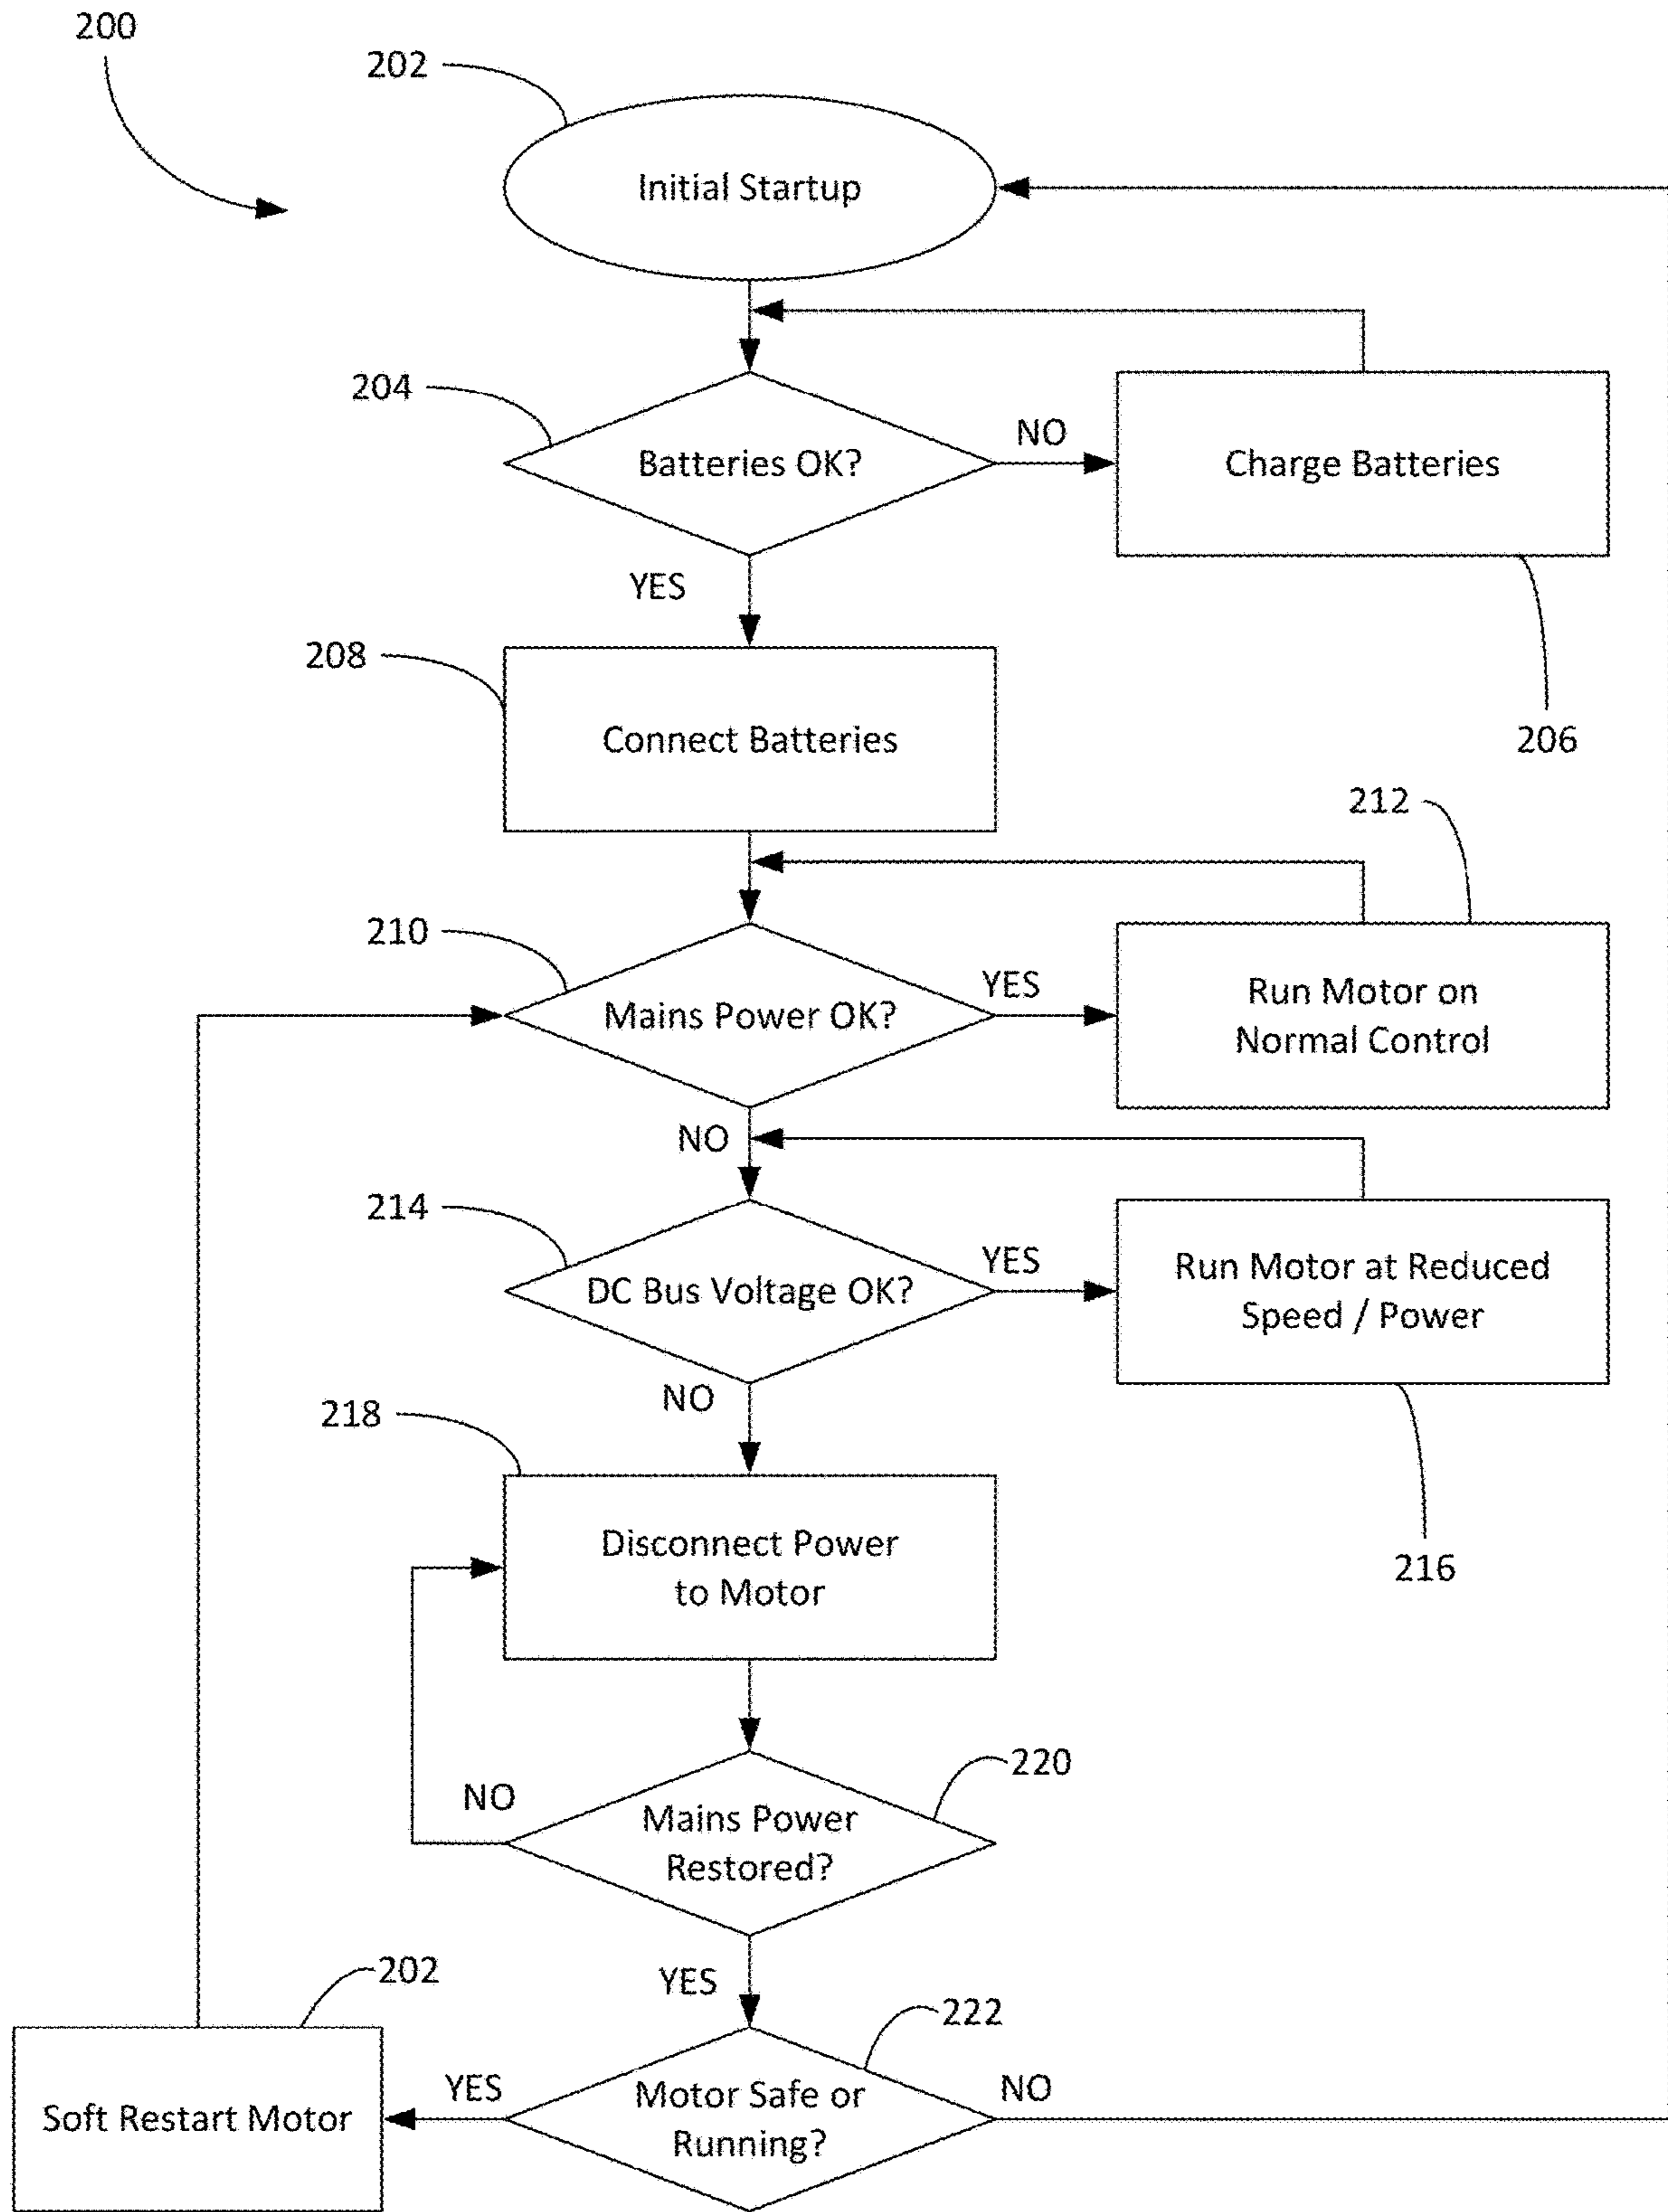 200
202
Initial Startup
204
Batteries OK?
NO
Charge Batteries
YES
206
208
Connect Batteries
212
210
Mains Power OK?
YES
Run Motor on
Normal Control
NO
214
DC Bus Voltage OK?
YES
Run Motor at Reduced
Speed / Power
NO
216
218
Disconnect Power
to Motor
220
NO
Mains Power
Restored?
YES
202
222
Soft Restart Motor
YES
Motor Safe or
Running?
NO